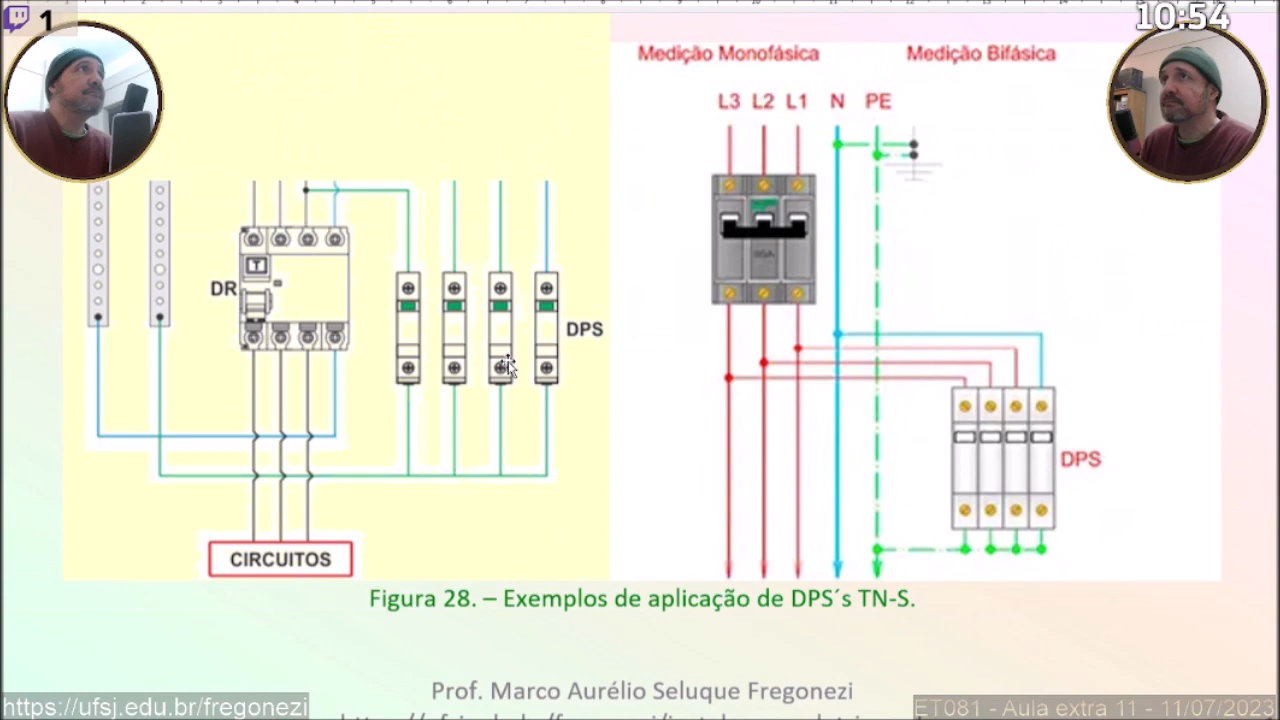 1
10:54
Medição Monofásica
Medição Bifásica
L3 L2 L1 N PE
T
DR
DPS
DPS
CIRCUITOS
Figura 28. – Exemplos de aplicação de DPS´s TN-S.
Prof. Marco Aurélio Seluque Fregonezi
https://ufsj.edu.br/fregonezi
ET081 - Aula extra 11 - 11/07/2023